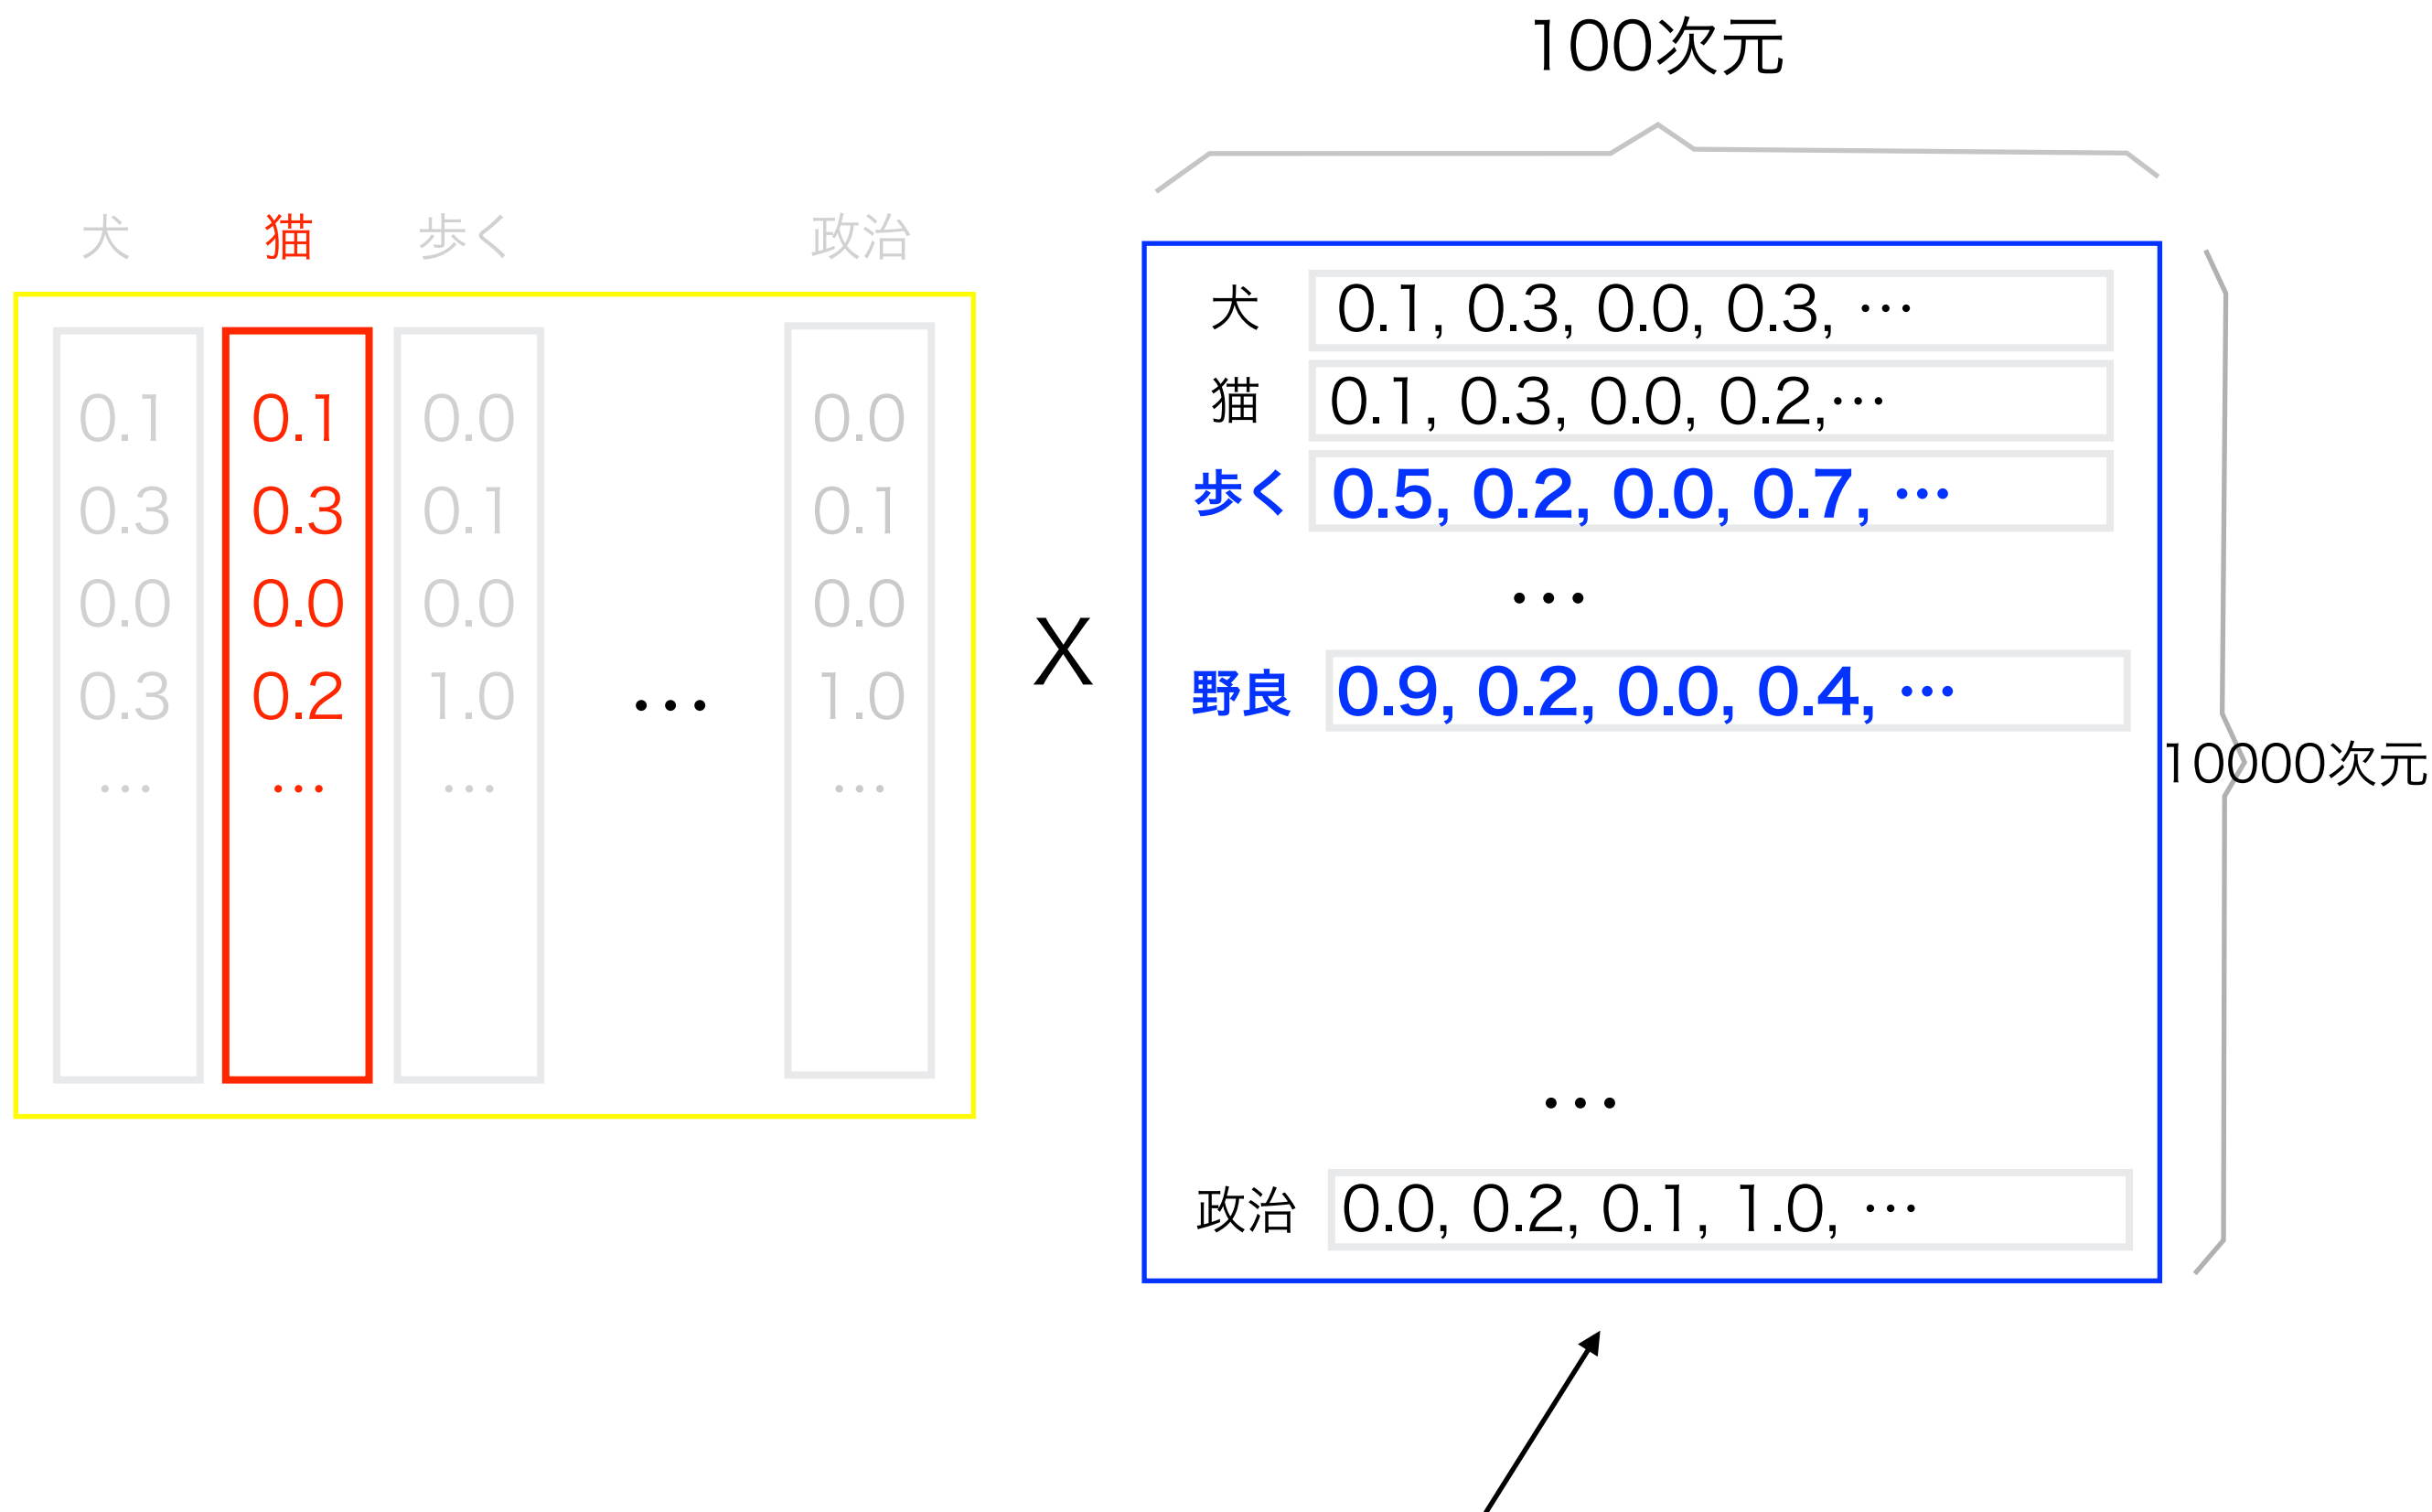 100次元
犬 猫 歩く 政治
0.1 0.1 0.0 0.0
0.3 0.3 0.1 0.1
0.0 0.0 0.0 0.0
0.3 0.2 1.0 … 1.0
… … … …
X
犬 0.1, 0.3, 0.0, 0.3, …
猫 0.1, 0.3, 0.0, 0.2,…
歩く 0.5, 0.2, 0.0, 0.7, …
…
野良 0.9, 0.2, 0.0, 0.4, …
10000次元
…
政治 0.0, 0.2, 0.1, 1.0, …